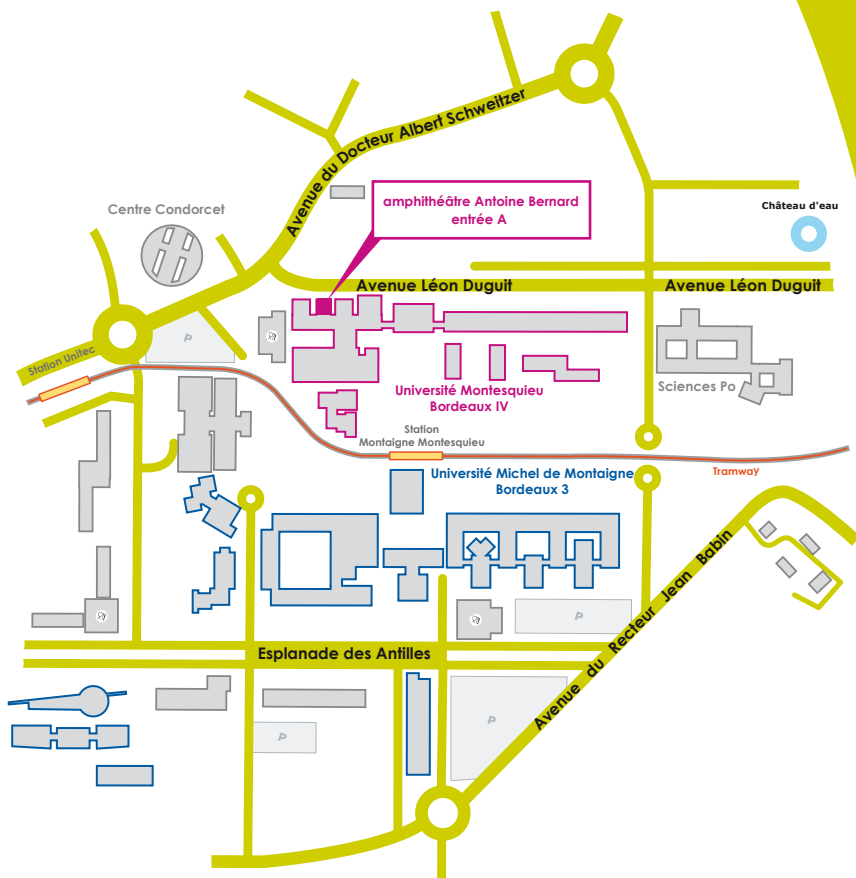 Avenue du Docteur Albert Schweitzer
amphithéâtre Antoine Bernard
entrée A
Centre Condorcet
Château d'eau
Avenue Léon Duguit
Avenue Léon Duguit
P
Station Unitec
Université Montesquieu
Bordeaux IV
Sciences Po
Station
Montaigne Montesquieu
Tramway
Université Michel de Montaigne
Bordeaux 3
Avenue du Recteur Jean Babin
P
Esplanade des Antilles
P
P